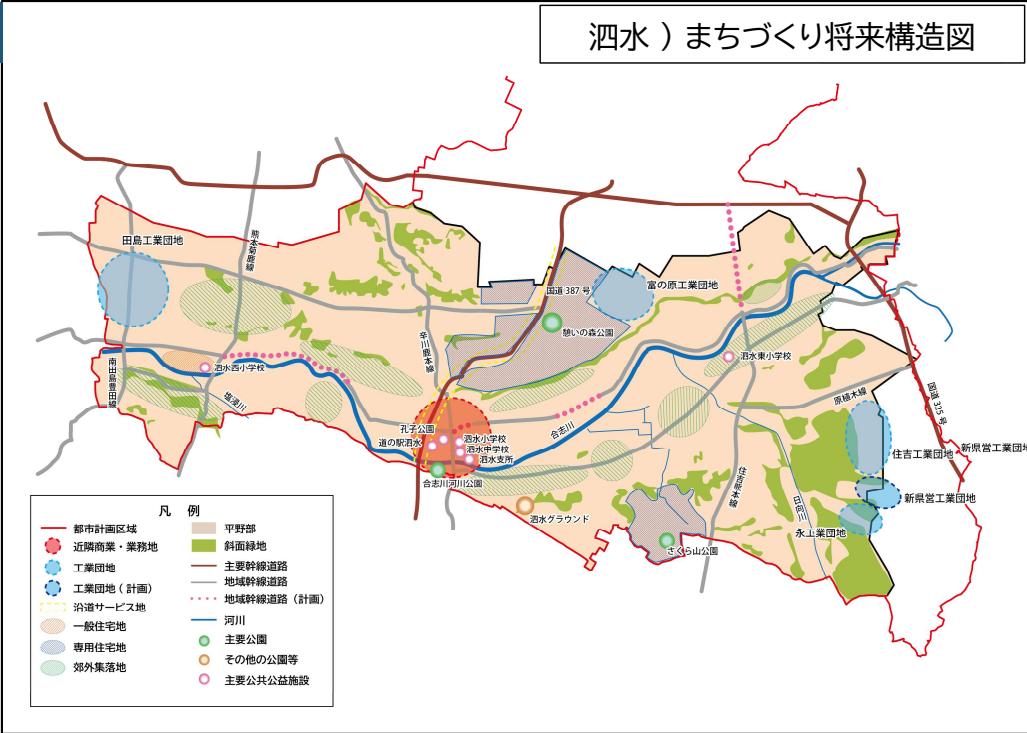 泗水 ) まちづくり将来構造図
田島工業団地
熊本菊鹿線
国道387号
富の原工業団地
憩いの森公園
辛川鹿本線
泗水西小学校
泗水東小学校
南田島豊田線
塩浸川
原植木線
国道325号
孔子公園
道の駅泗水
泗水小学校
泗水中学校
泗水支所
合志川
合志川河川公園
住吉工業団地
新県営工業団地
新県営工業団地
住吉原本線
日向川
泗水グラウンド
永工業団地
さくら山公園
凡 例
都市計画区域
近隣商業・業務地
工業団地
工業団地 ( 計画 )
沿道サービス地
一般住宅地
専用住宅地
郊外集落地
平野部
斜面緑地
主要幹線道路
地域幹線道路
地域幹線道路 ( 計画 )
河川
主要公園
その他の公園等
主要公共公益施設